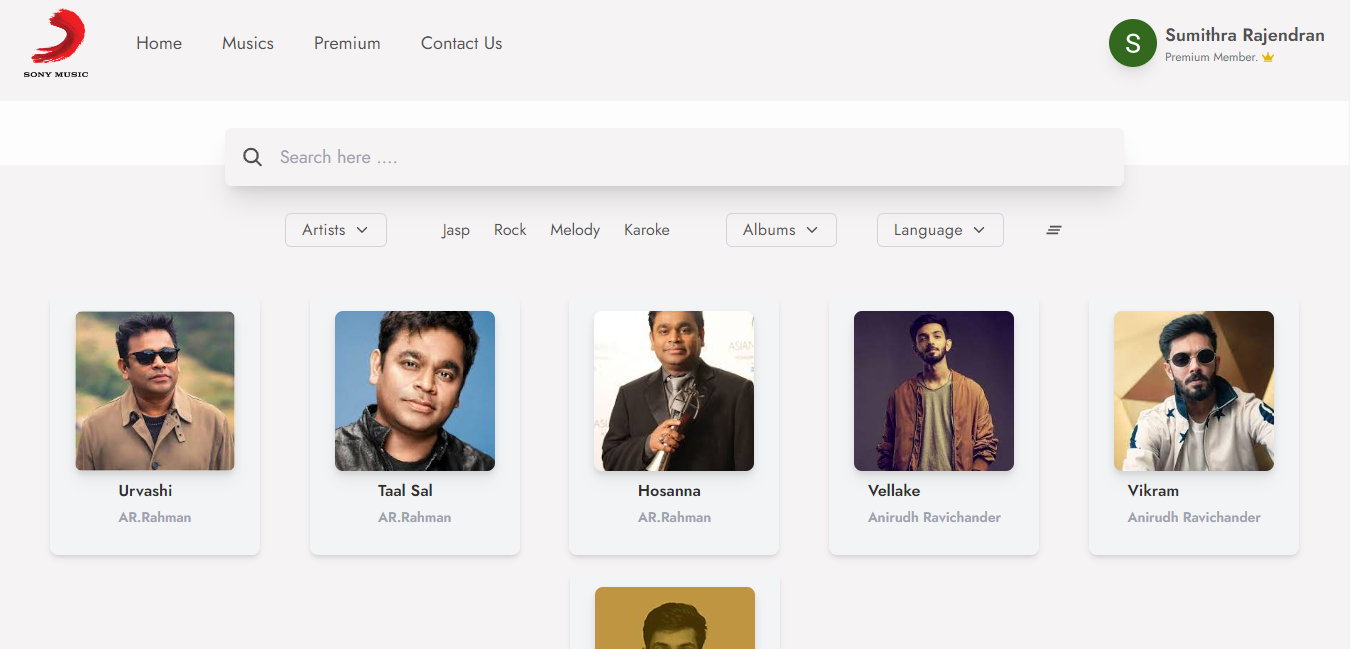 SONY MUSIC
Home Musics Premium Contact Us
S
Sumithra Rajendran
Premium Member.
Search here ....
Artists Jasp Rock Melody Karoke Albums Language
Urvashi
AR.Rahman
Taal Sal
AR.Rahman
ASIAN
Hosanna
AR.Rahman
Vellake
Anirudh Ravichander
Vikram
Anirudh Ravichander